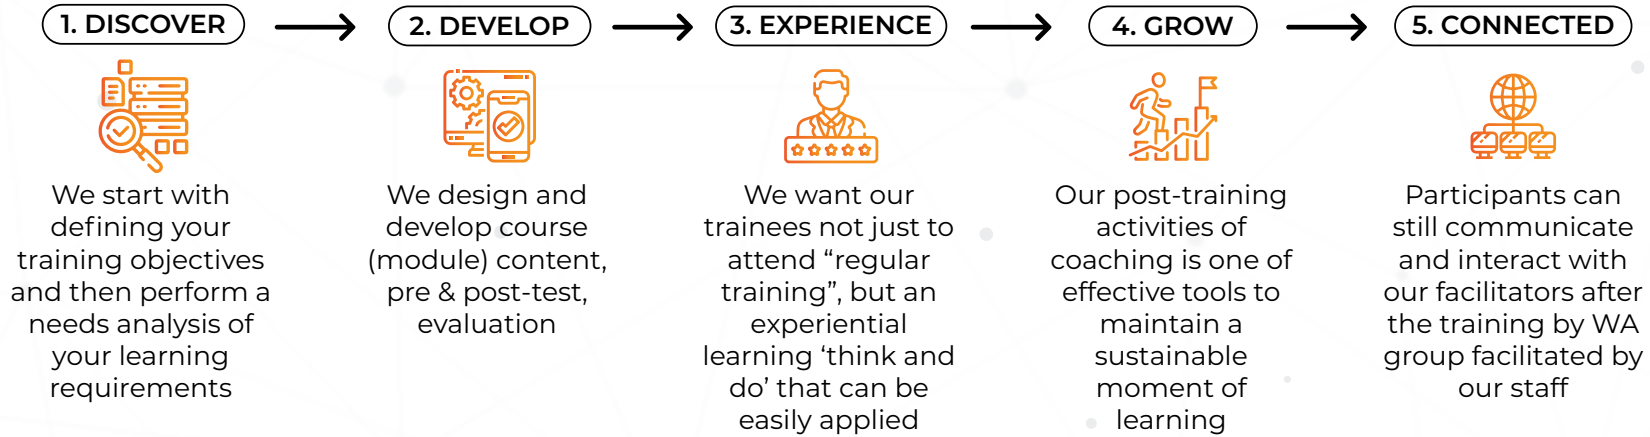 1. DISCOVER
We start with
defining your
training objectives
and then perform a
needs analysis of
your learning
requirements
2. DEVELOP
We design and
develop course
(module) content,
pre & post-test,
evaluation
3. EXPERIENCE
We want our
trainees not just to
attend “regular
training”, but an
experiential
learning ‘think and
do’ that can be
easily applied
4. GROW
Our post-training
activities of
coaching is one of
effective tools to
maintain a
sustainable
moment of
learning
5. CONNECTED
Participants can
still communicate
and interact with
our facilitators after
the training by WA
group facilitated by
our staff